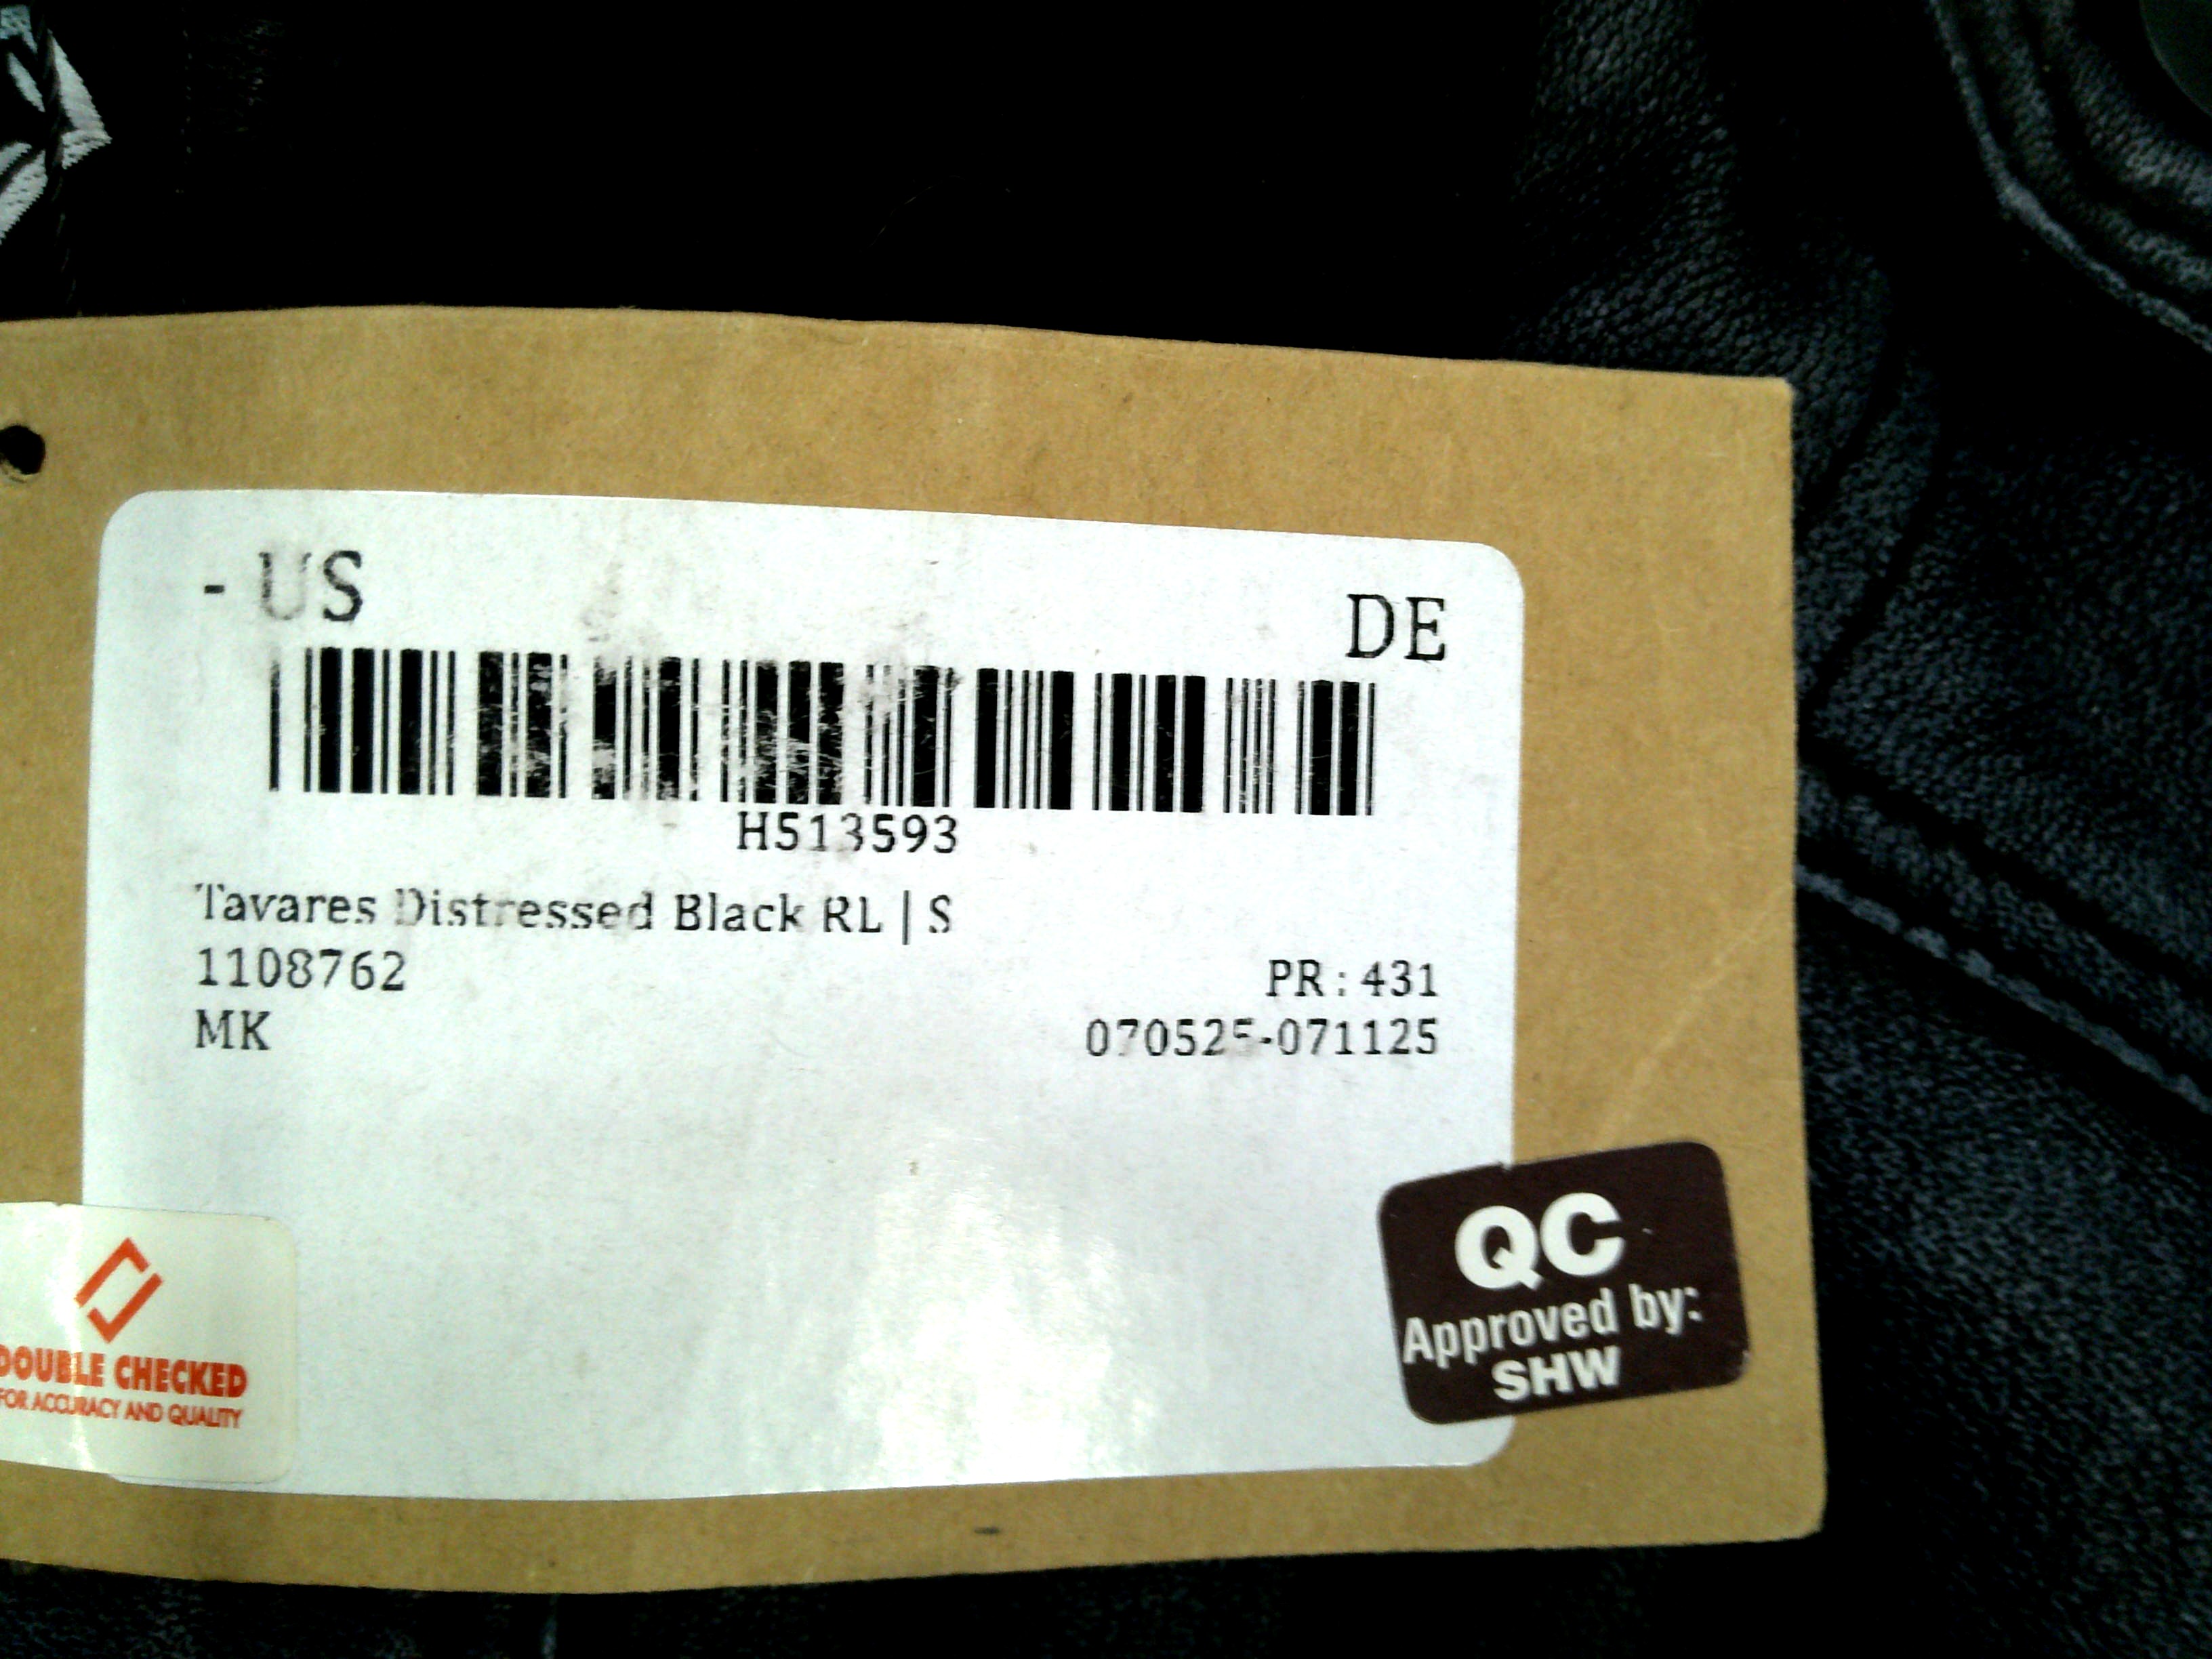 - US
DE
H513593
Tavares Distressed Black RL | S
1108762
PR : 431
MK
070525-071125
QC
Approved by:
SHW
DOUBLE CHECKED
FOR ACCURACY AND QUALITY